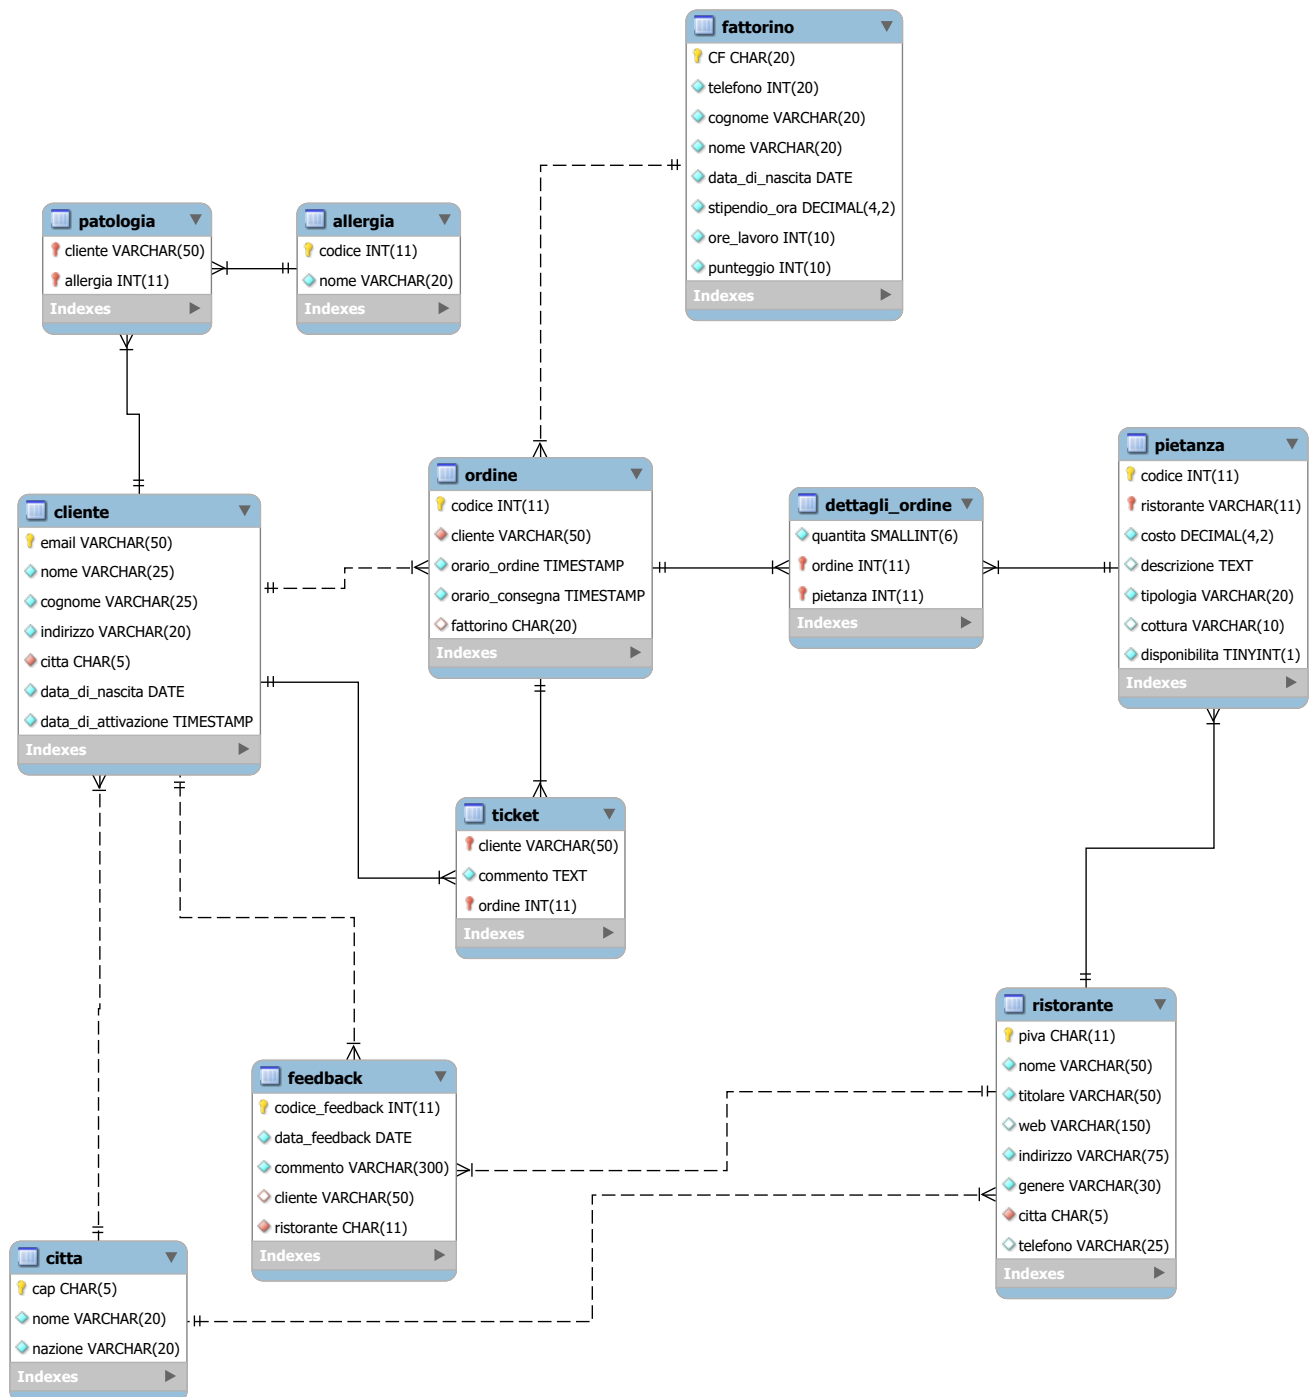 fattorino
CF CHAR(20)
telefono INT(20)
cognome VARCHAR(20)
nome VARCHAR(20)
data_di_nascita DATE
stipendio_ora DECIMAL(4,2)
ore_lavoro INT(10)
punteggio INT(10)
Indexes
patologia
cliente VARCHAR(50)
allergia INT(11)
Indexes
allergia
codice INT(11)
nome VARCHAR(20)
Indexes
cliente
email VARCHAR(50)
nome VARCHAR(25)
cognome VARCHAR(25)
indirizzo VARCHAR(20)
citta CHAR(5)
data_di_nascita DATE
data_di_attivazione TIMESTAMP
Indexes
ordine
codice INT(11)
cliente VARCHAR(50)
orario_ordine TIMESTAMP
orario_consegna TIMESTAMP
fattorino CHAR(20)
Indexes
dettagli_ordine
quantita SMALLINT(6)
ordine INT(11)
pietanza INT(11)
Indexes
pietanza
codice INT(11)
ristorante VARCHAR(11)
costo DECIMAL(4,2)
descrizione TEXT
tipologia VARCHAR(20)
cottura VARCHAR(10)
disponibilita TINYINT(1)
Indexes
ticket
cliente VARCHAR(50)
commento TEXT
ordine INT(11)
Indexes
feedback
codice_feedback INT(11)
data_feedback DATE
commento VARCHAR(300)
cliente VARCHAR(50)
ristorante CHAR(11)
Indexes
ristorante
piva CHAR(11)
nome VARCHAR(50)
titolare VARCHAR(50)
web VARCHAR(150)
indirizzo VARCHAR(75)
genere VARCHAR(30)
citta CHAR(5)
telefono VARCHAR(25)
Indexes
citta
cap CHAR(5)
nome VARCHAR(20)
nazione VARCHAR(20)
Indexes